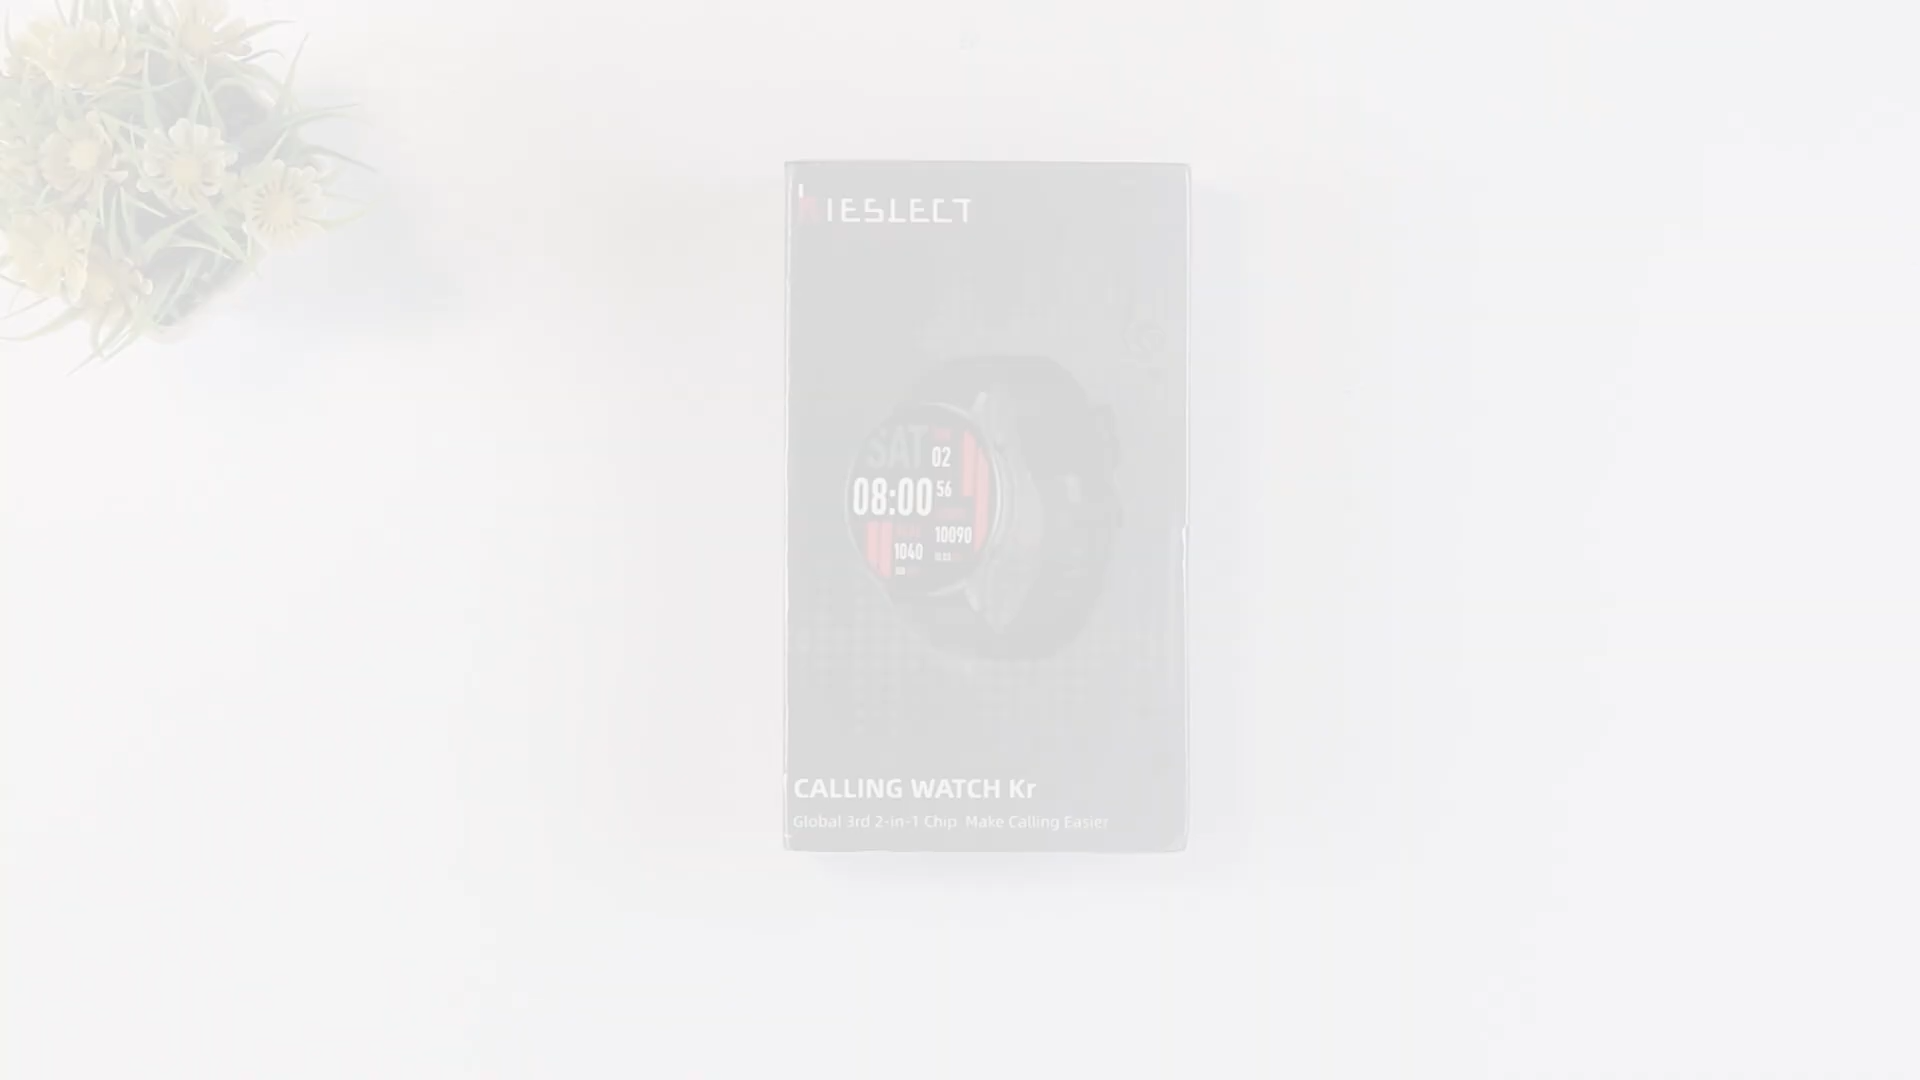 KIESLECT
SAT 02
08:00 56
10090
1040
CALLING WATCH Kr
Global 3rd 2-in-1 Chip Make Calling Easier